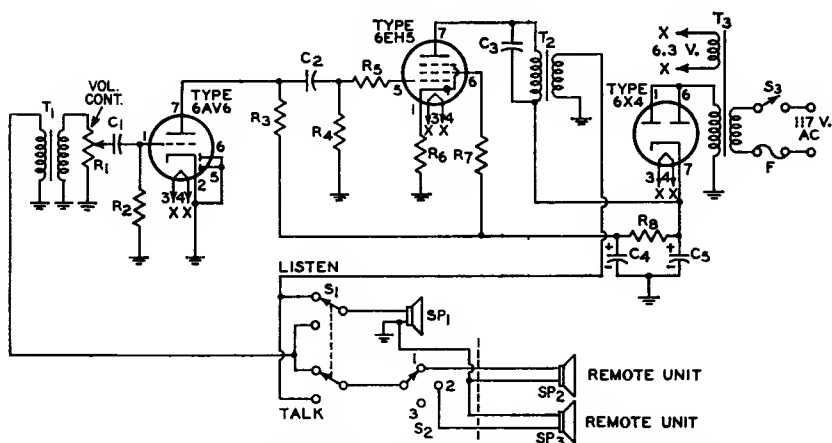 TYPE
6EH5
7
C3
T2
T3
X
6.3 V.
X
TYPE
6X4
1 6
S3
117 V.
AC
F
3 4
7
X X
VOL.
CONT.
T1
C1
R1
TYPE
6AV6
7
1
6
5
2
3 4
X X
R2
C2
R3
R4
R5
5
6
1
3 4
X X
R6
R7
R8
C4
C5
+
-
+
-
LISTEN
S1
SP1
TALK
1
2
3
S2
SP2
REMOTE UNIT
SP3
REMOTE UNIT